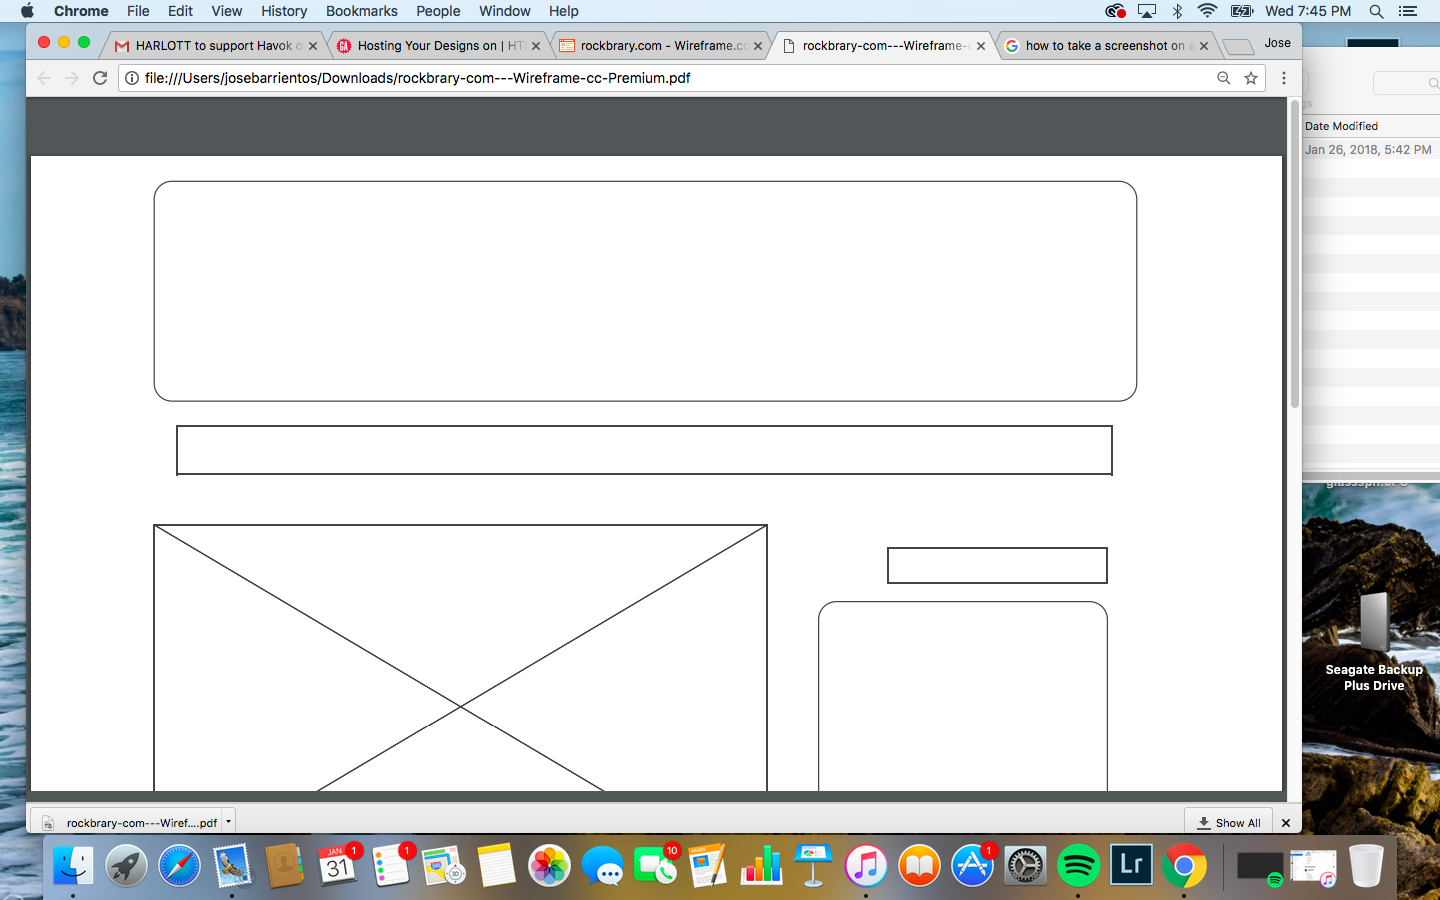 Chrome File Edit View History Bookmarks People Window Help Wed 7:45 PM
HARLOTT to support Havok o
Hosting Your Designs on | HT
rockbrary.com - Wireframe.cc
rockbrary-com---Wireframe-c
how to take a screenshot on a
Jose
file:///Users/josebarrientos/Downloads/rockbrary-com---Wireframe-cc-Premium.pdf
gs
Date Modified
Jan 26, 2018, 5:42 PM
Seagate Backup
Plus Drive
rockbrary-com---Wiref....pdf
Show All
JAN
31
1
1
3D
10
PAGES
1
Lr